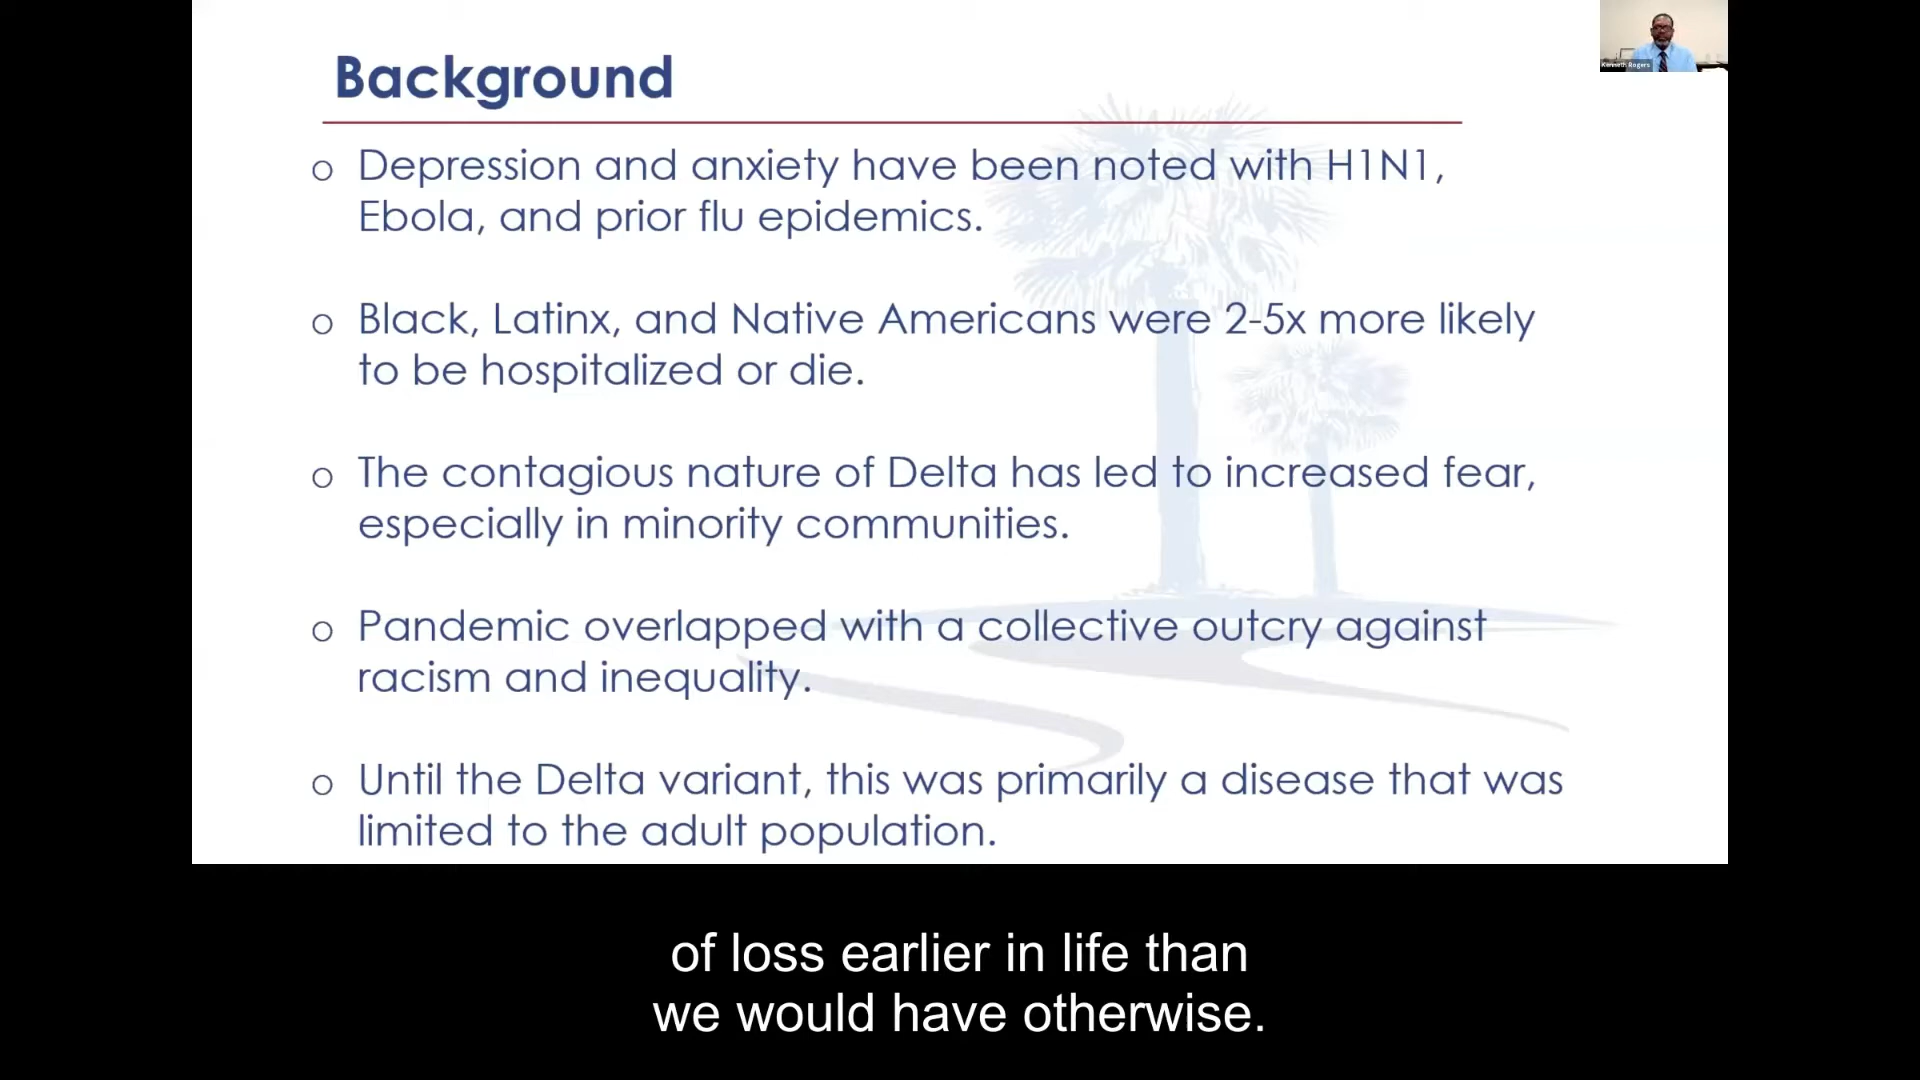 Background
Kenneth Rogers
o Depression and anxiety have been noted with H1N1,
Ebola, and prior flu epidemics.
o Black, Latinx, and Native Americans were 2-5x more likely
to be hospitalized or die.
o The contagious nature of Delta has led to increased fear,
especially in minority communities.
o Pandemic overlapped with a collective outcry against
racism and inequality.
o Until the Delta variant, this was primarily a disease that was
limited to the adult population.
of loss earlier in life than
we would have otherwise.